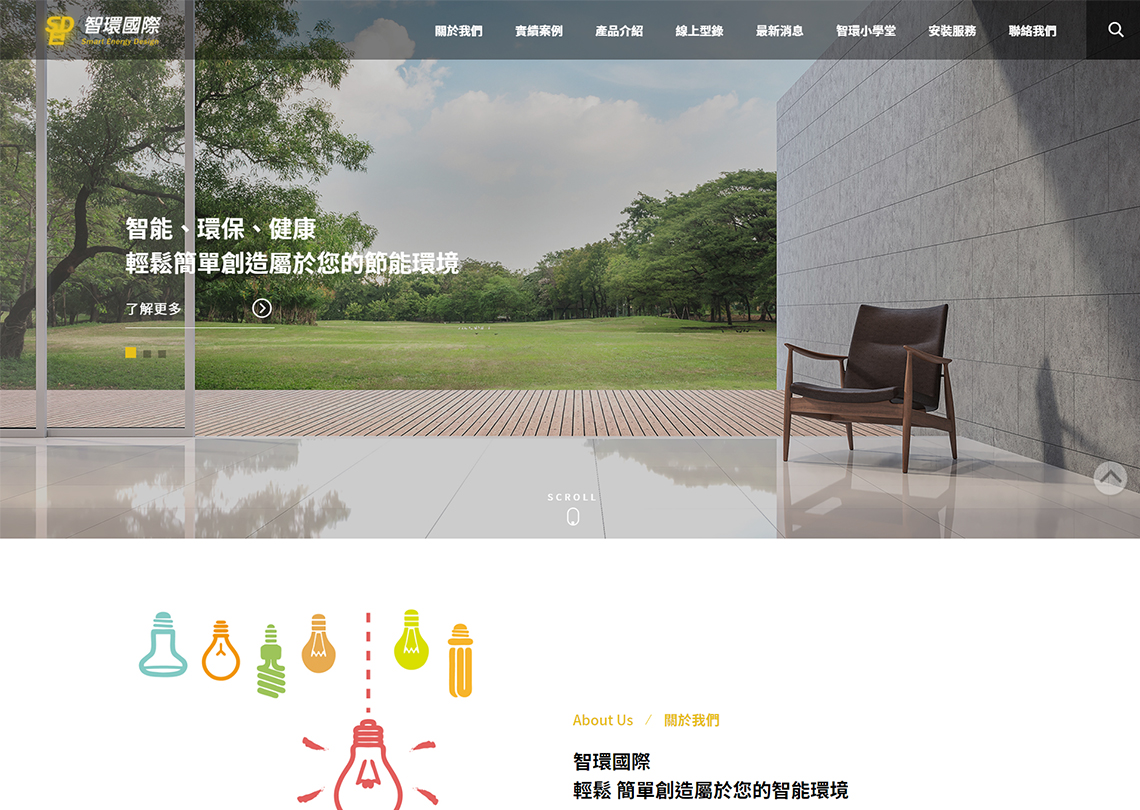 SDE 智環國際
Smart Energy Design
關於我們 實績案例 產品介紹 線上型錄 最新消息 智環小學堂 安裝服務 聯絡我們
智能、環保、健康
輕鬆簡單創造屬於您的節能環境
了解更多
SCROLL
About Us / 關於我們
智環國際
輕鬆 簡單創造屬於您的智能環境